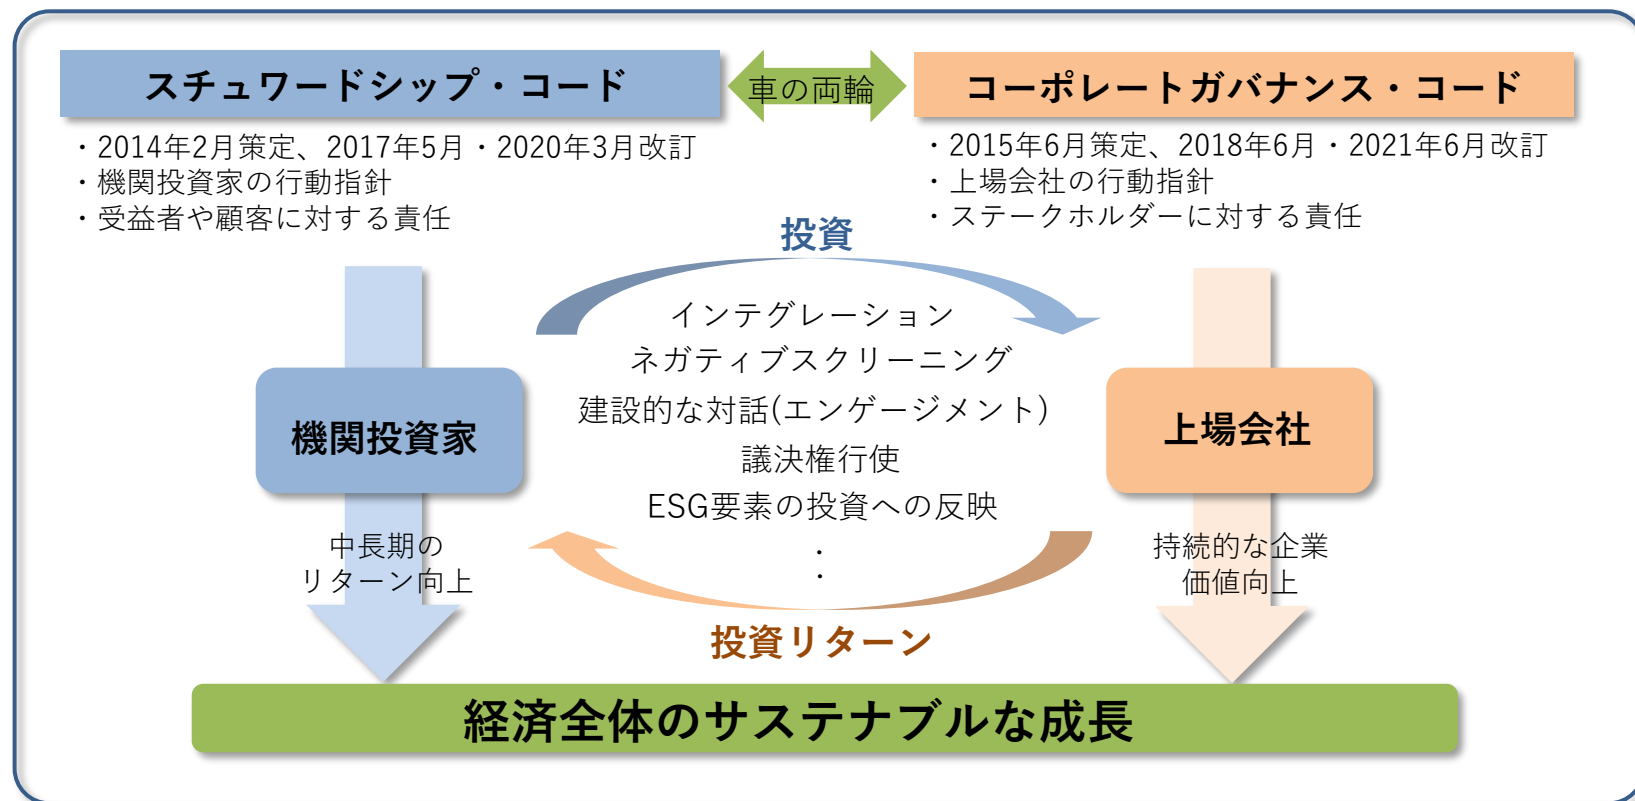 スチュワードシップ・コード
車の両輪
コーポレートガバナンス・コード
・2014年2月策定、2017年5月・2020年3月改訂
・機関投資家の行動指針
・受益者や顧客に対する責任
・2015年6月策定、2018年6月・2021年6月改訂
・上場会社の行動指針
・ステークホルダーに対する責任
投資
インテグレーション
ネガティブスクリーニング
建設的な対話(エンゲージメント)
議決権行使
ESG要素の投資への反映
・
・
機関投資家
上場会社
中長期の
リターン向上
持続的な企業
価値向上
投資リターン
経済全体のサステナブルな成長